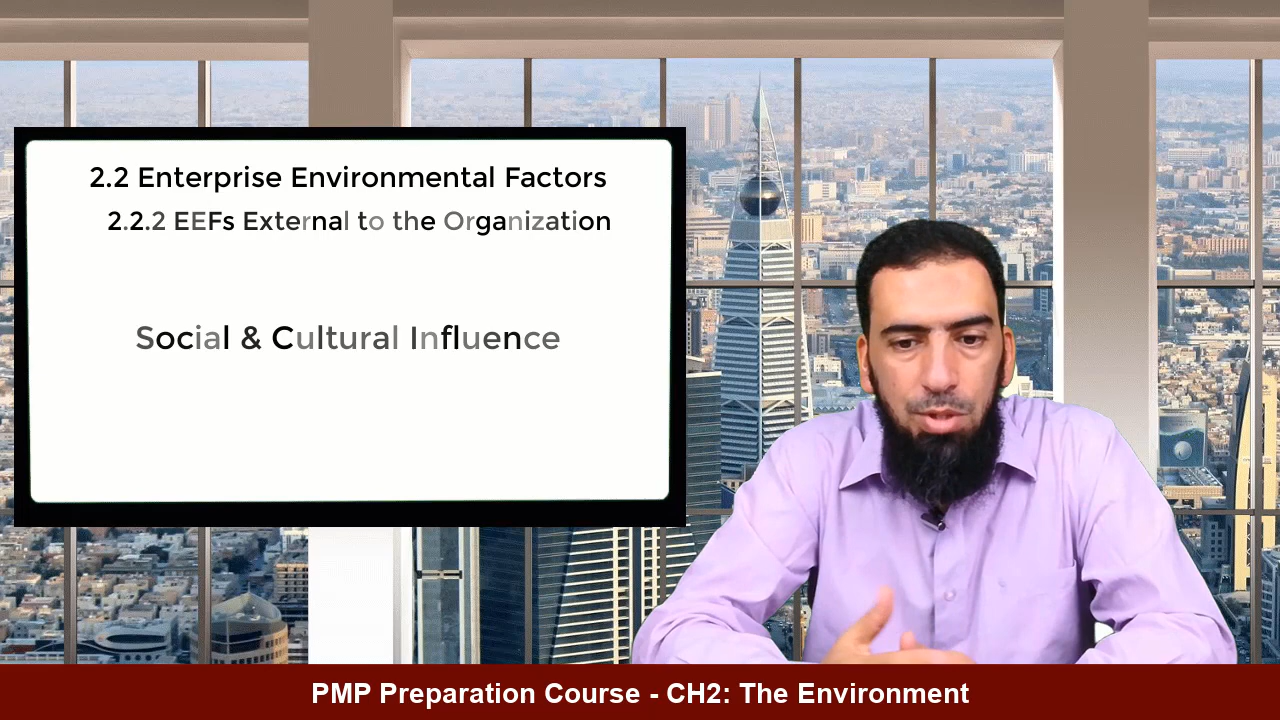 2.2 Enterprise Environmental Factors
2.2.2 EEFs External to the Organization
Social & Cultural Influence
PMP Preparation Course - CH2: The Environment